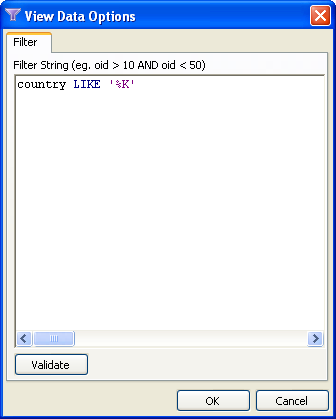 View Data Options
Filter
Filter String (eg. oid > 10 AND oid < 50)
country LIKE '%K'
Validate
OK
Cancel